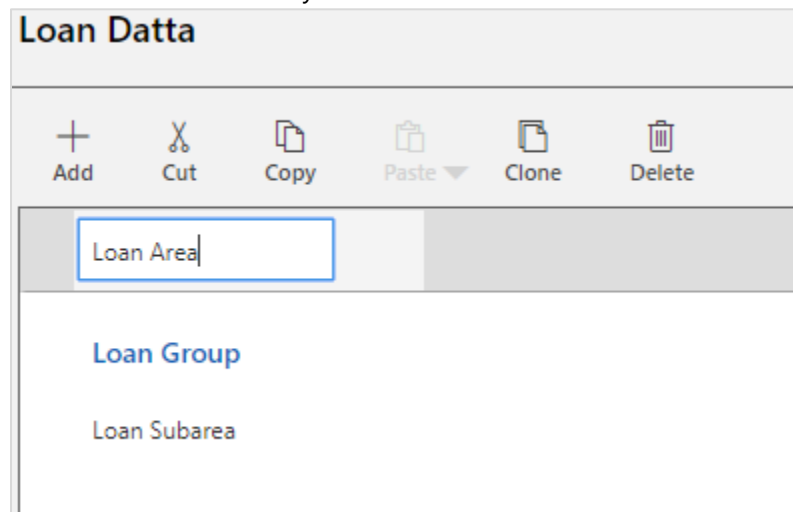 Loan Datta
Add Cut Copy Paste Clone Delete
Loan Area
Loan Group
Loan Subarea